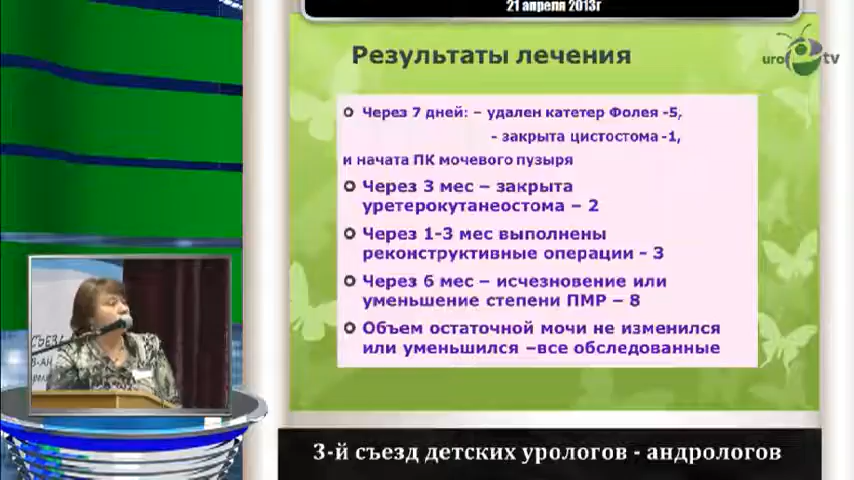 21 апреля 2013г
Результаты лечения
uro tv
Через 7 дней: – удален катетер Фолея -5,
- закрыта цистостома -1,
и начата ПК мочевого пузыря
Через 3 мес – закрыта
уретерокутанеостома – 2
Через 1-3 мес выполнены
реконструктивные операции - 3
Через 6 мес – исчезновение или
уменьшение степени ПМР – 8
Объем остаточной мочи не изменился
или уменьшился –все обследованные
СЪЕЗД
3-й съезд детских урологов - андрологов